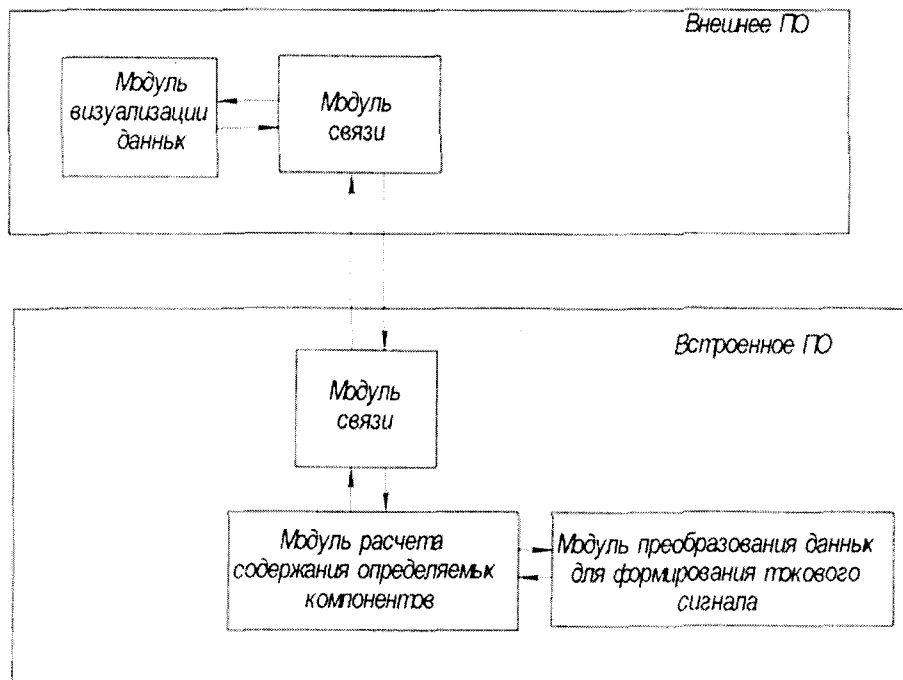 Внешнее ПО
Модуль
визуализации
данных
Модуль
связи
Встроенное ПО
Модуль
связи
Модуль расчета
содержания определяемых
компонентов
Модуль преобразования данных
для формирования токового
сигнала